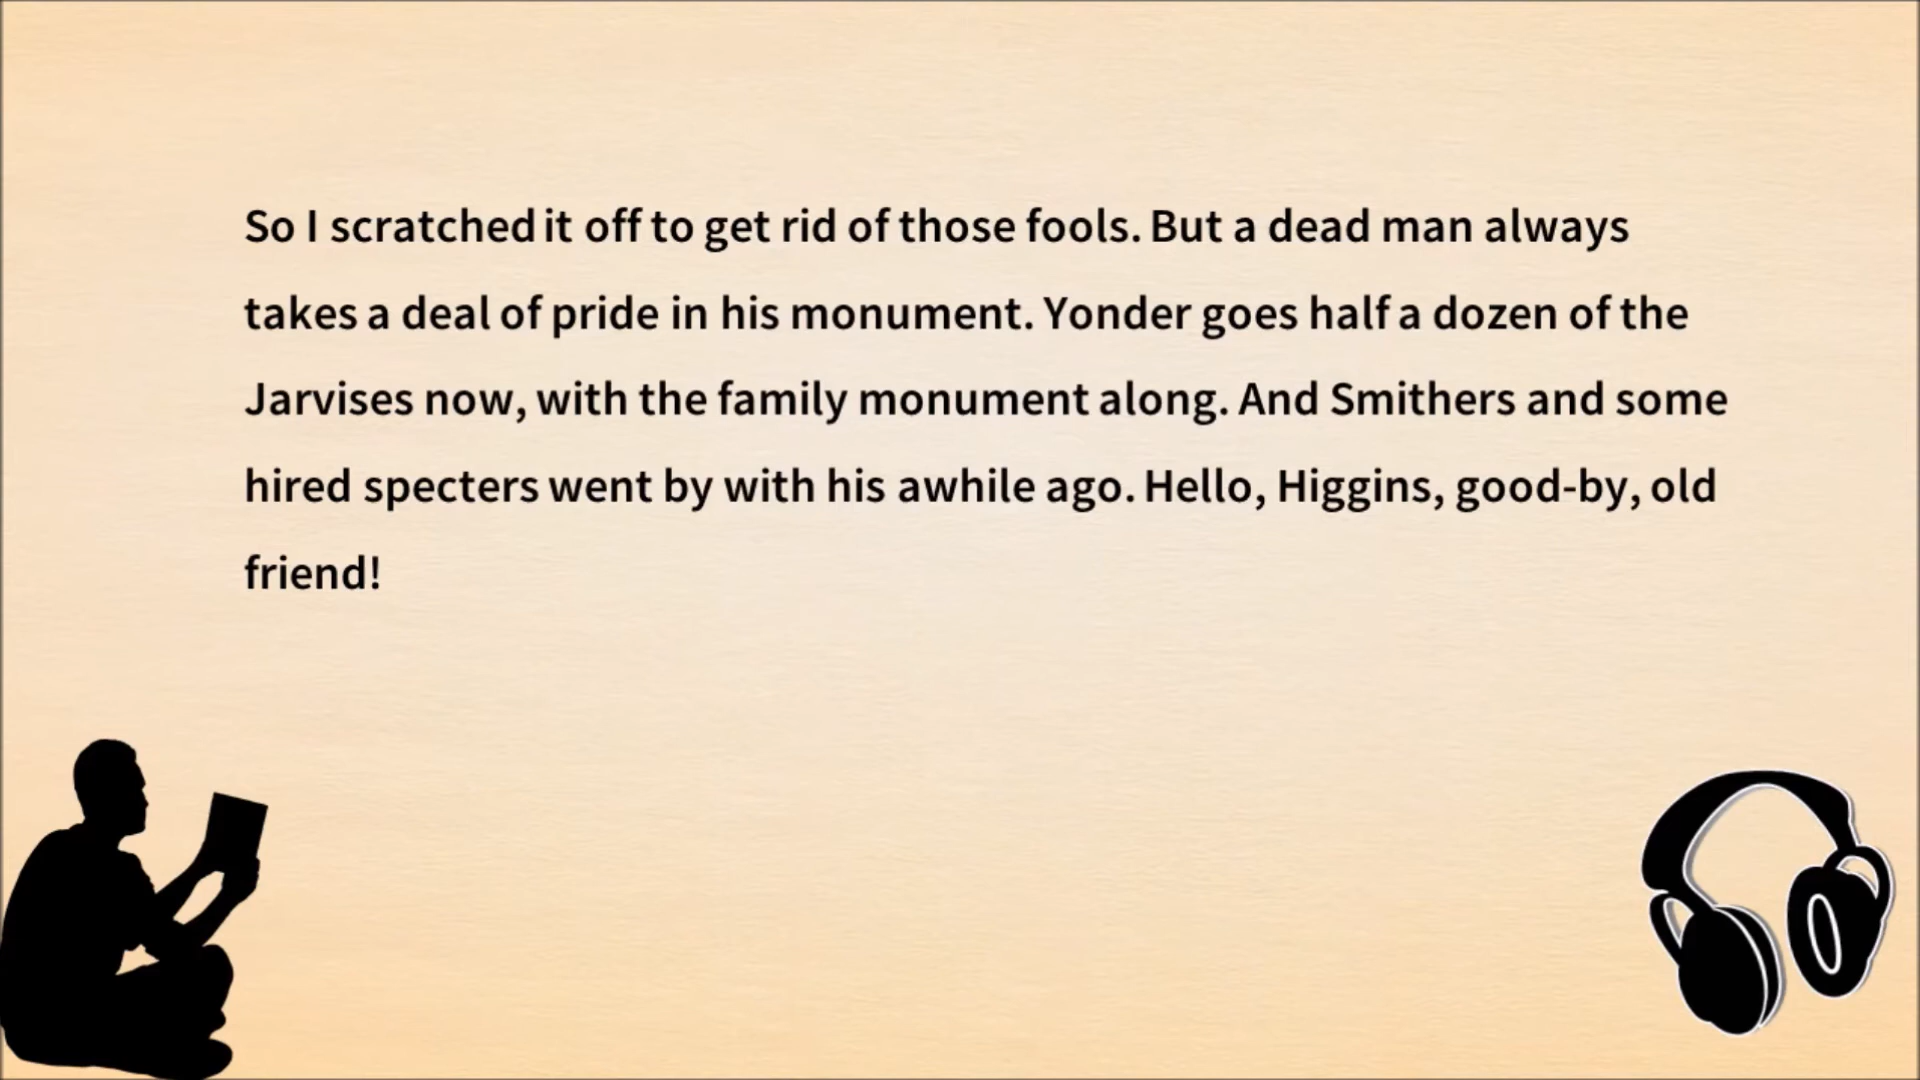 So I scratched it off to get rid of those fools. But a dead man always
takes a deal of pride in his monument. Yonder goes half a dozen of the
Jarvises now, with the family monument along. And Smithers and some
hired specters went by with his awhile ago. Hello, Higgins, good-by, old
friend!